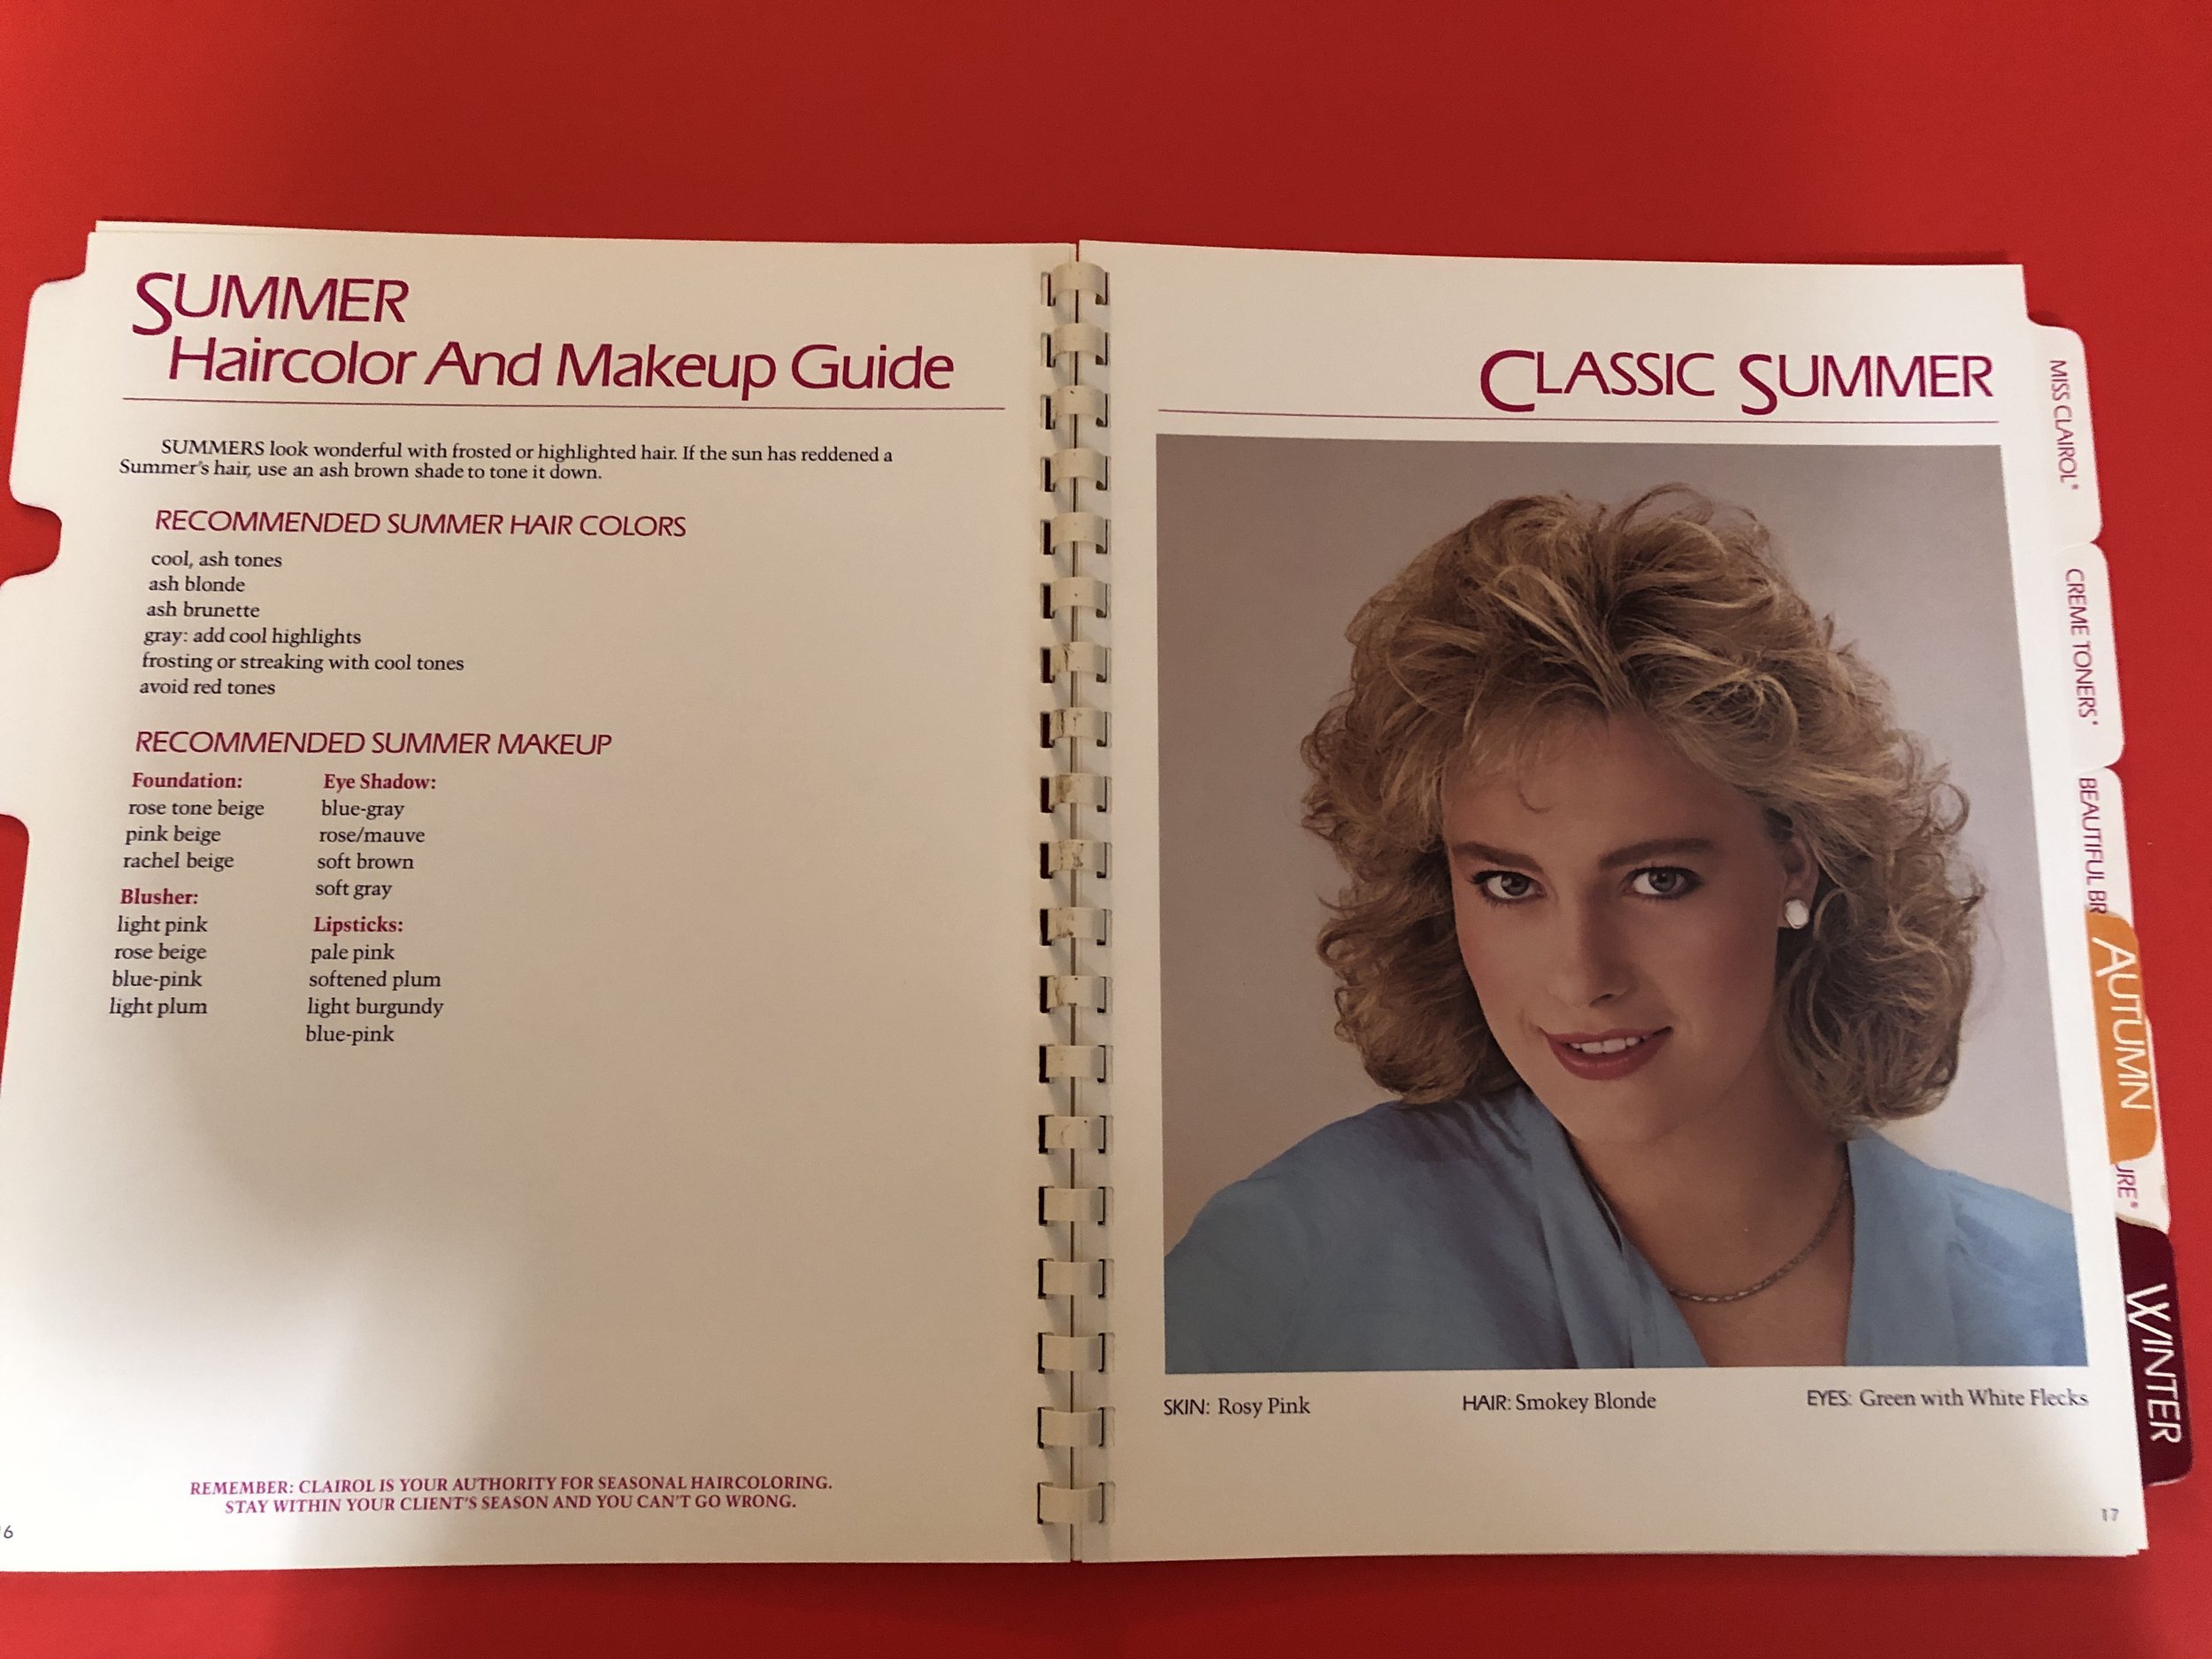 SUMMER
Haircolor And Makeup Guide
SUMMERS look wonderful with frosted or highlighted hair. If the sun has reddened a
Summer's hair, use an ash brown shade to tone it down.
RECOMMENDED SUMMER HAIR COLORS
cool, ash tones
ash blonde
ash brunette
gray: add cool highlights
frosting or streaking with cool tones
avoid red tones
RECOMMENDED SUMMER MAKEUP
Foundation:
rose tone beige
pink beige
rachel beige
Blusher:
light pink
rose beige
blue-pink
light plum
Eye Shadow:
blue-gray
rose/mauve
soft brown
soft gray
Lipsticks:
pale pink
softened plum
light burgundy
blue-pink
REMEMBER: CLAIROL IS YOUR AUTHORITY FOR SEASONAL HAIRCOLORING.
STAY WITHIN YOUR CLIENT'S SEASON AND YOU CAN'T GO WRONG.
CLASSIC SUMMER
SKIN: Rosy Pink
HAIR: Smokey Blonde
EYES: Green with White Flecks
17
MISS CLAIROL®
CREME TONERS®
BEAUTIFUL BR
AUTUMN
URE®
WINTER